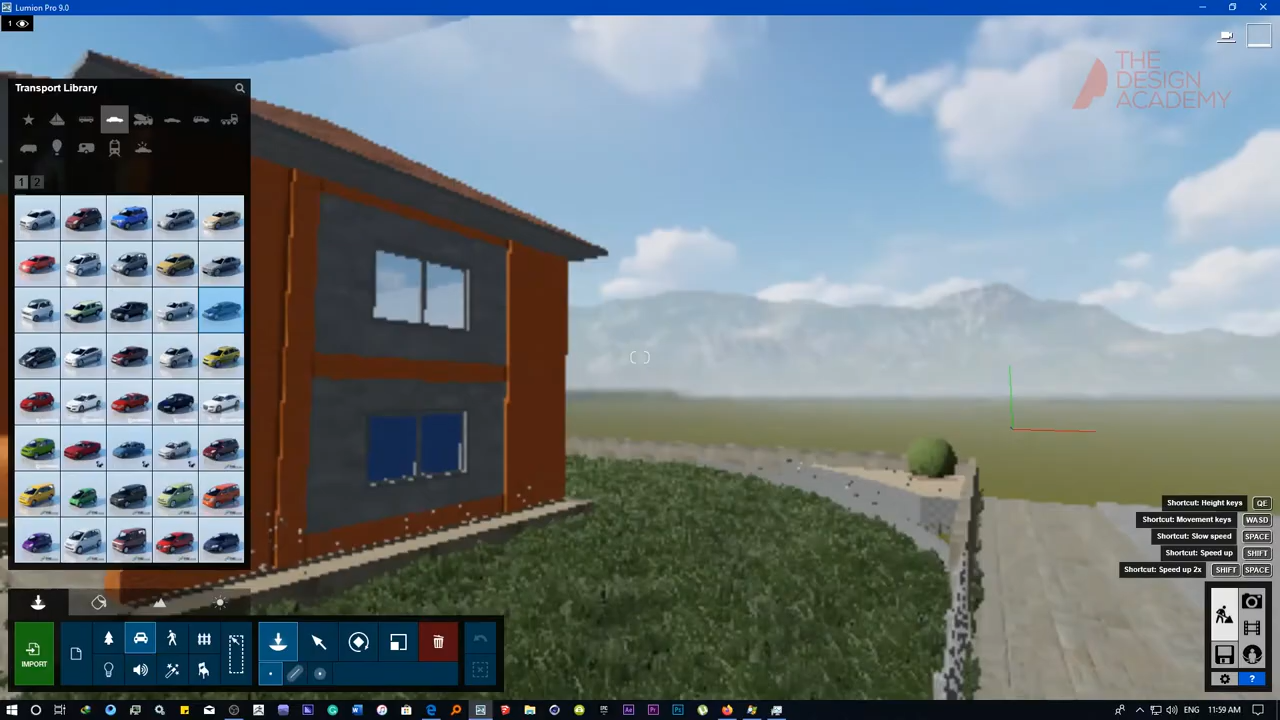 Lumion Pro 9.0
1
THE
DESIGN
ACADEMY
Transport Library
1 2
Shortcut: Height keys QE
Shortcut: Movement keys WASD
Shortcut: Slow speed SPACE
Shortcut: Speed up SHIFT
Shortcut: Speed up 2x SHIFT SPACE
IMPORT
?
11:59 AM